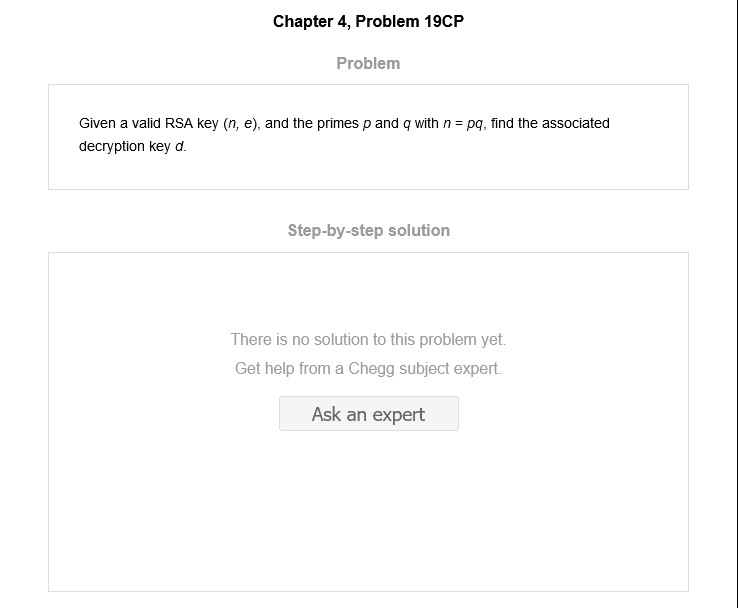 Chapter 4, Problem 19CP
Problem
Given a valid RSA key (n, e), and the primes p and q with n = pq, find the associated
decryption key d.
Step-by-step solution
There is no solution to this problem yet.
Get help from a Chegg subject expert.
Ask an expert